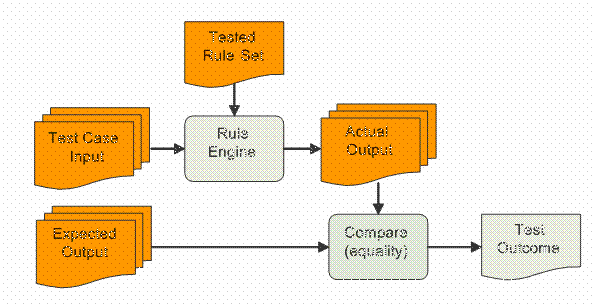 Tested
Rule Set
Test Case
Input
Rule
Engine
Actual
Output
Expected
Output
Compare
(equality)
Test
Outcome